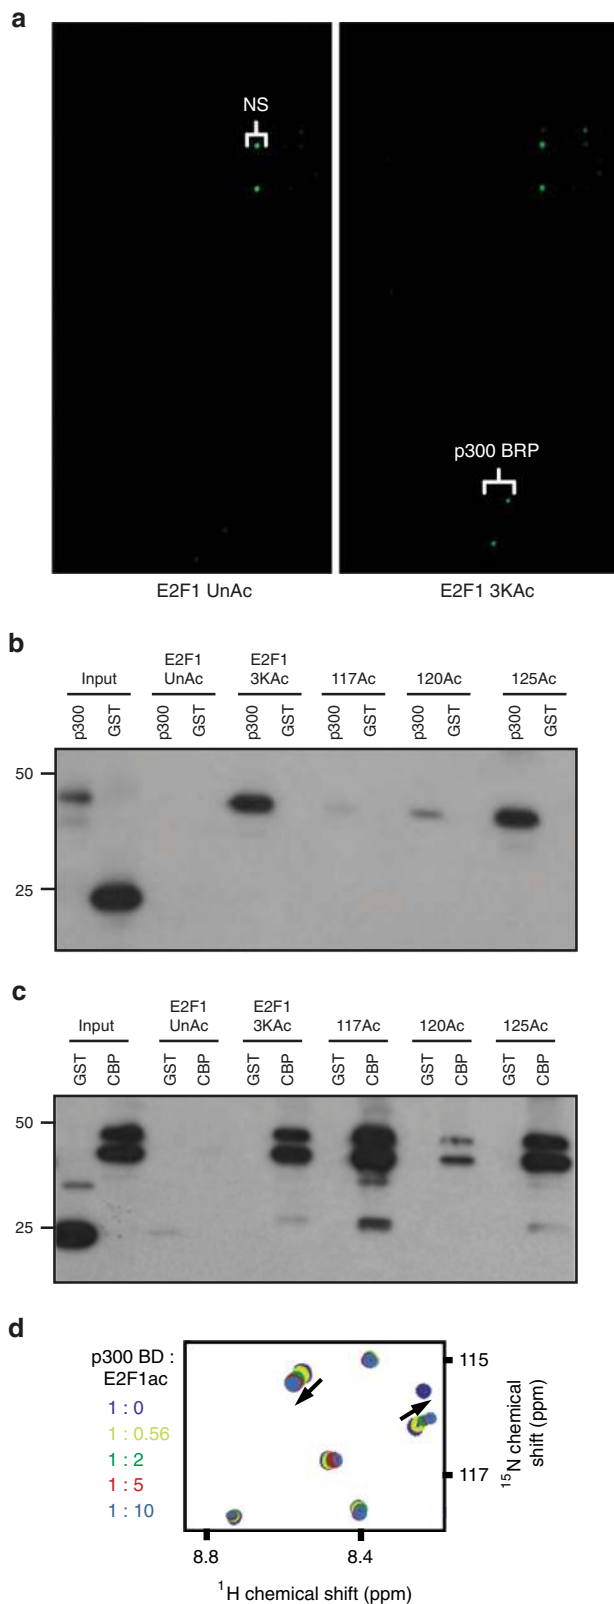 a
NS
p300 BRP
E2F1 UnAc
E2F1 3KAc
b
Input
E2F1 UnAc
E2F1 3KAc
117Ac
120Ac
125Ac
p300 GST p300 GST p300 GST p300 GST p300 GST p300 GST
50
25
c
Input
E2F1 UnAc
E2F1 3KAc
117Ac
120Ac
125Ac
GST CBP GST CBP GST CBP GST CBP GST CBP GST CBP
50
25
d
p300 BD :
E2F1ac
1 : 0
1 : 0.56
1 : 2
1 : 5
1 : 10
115
117
15N chemical
shift (ppm)
8.8
8.4
1H chemical shift (ppm)